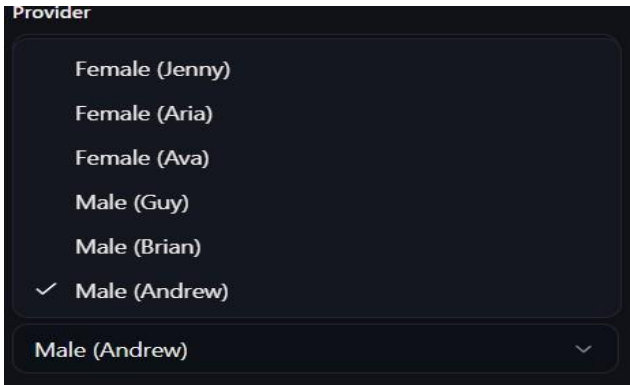 Provider
Female (Jenny)
Female (Aria)
Female (Ava)
Male (Guy)
Male (Brian)
Male (Andrew)
Male (Andrew)